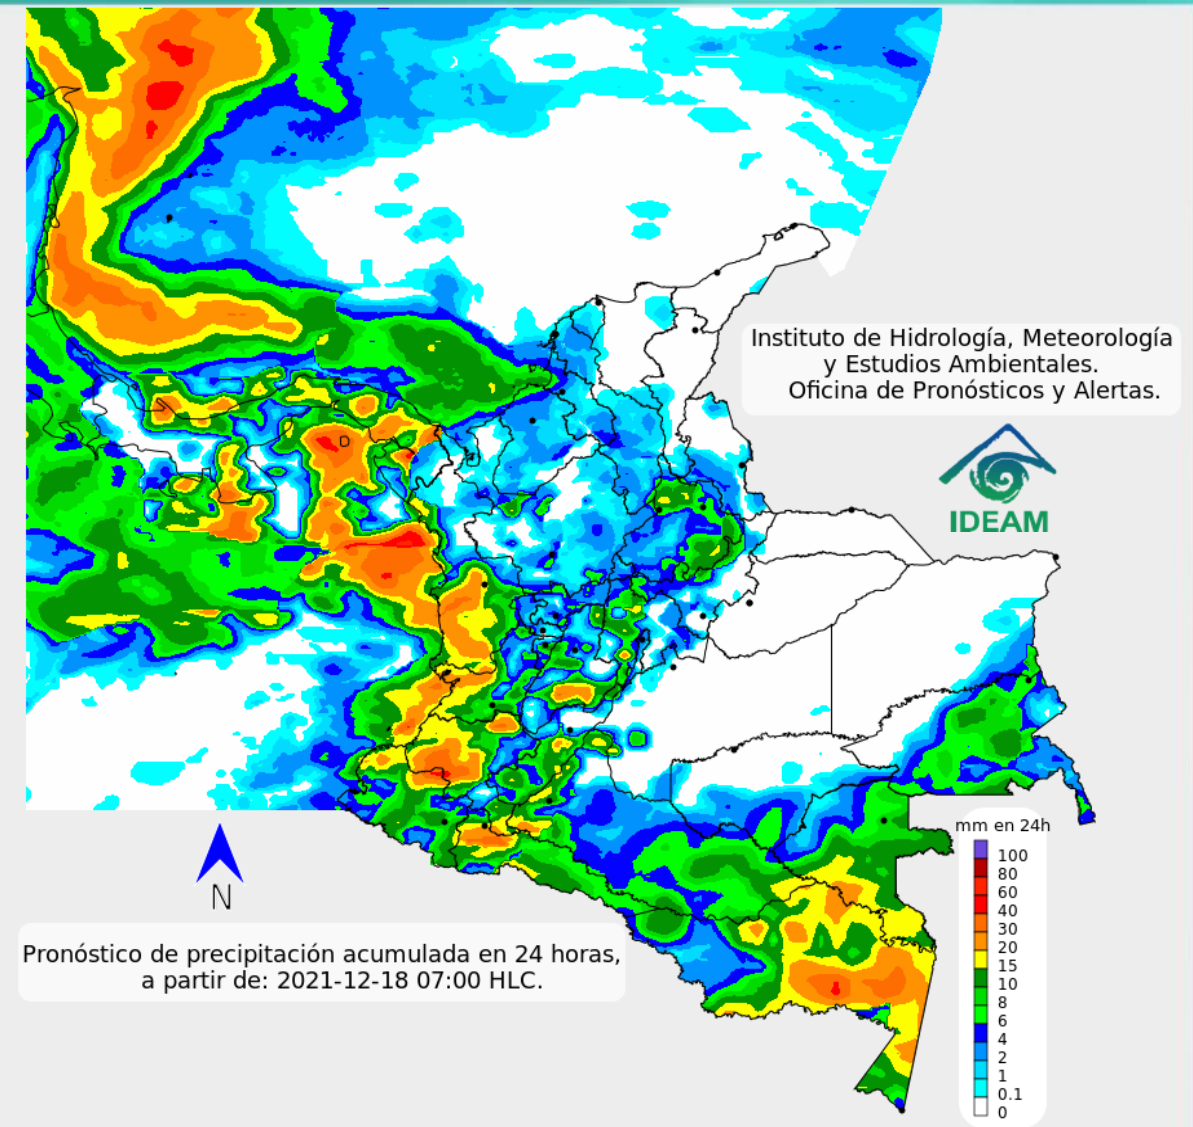 Instituto de Hidrología, Meteorología
y Estudios Ambientales.
Oficina de Pronósticos y Alertas.
IDEAM
mm en 24h
100
80
60
40
30
20
15
10
8
6
4
2
1
0.1
0
N
Pronóstico de precipitación acumulada en 24 horas,
a partir de: 2021-12-18 07:00 HLC.